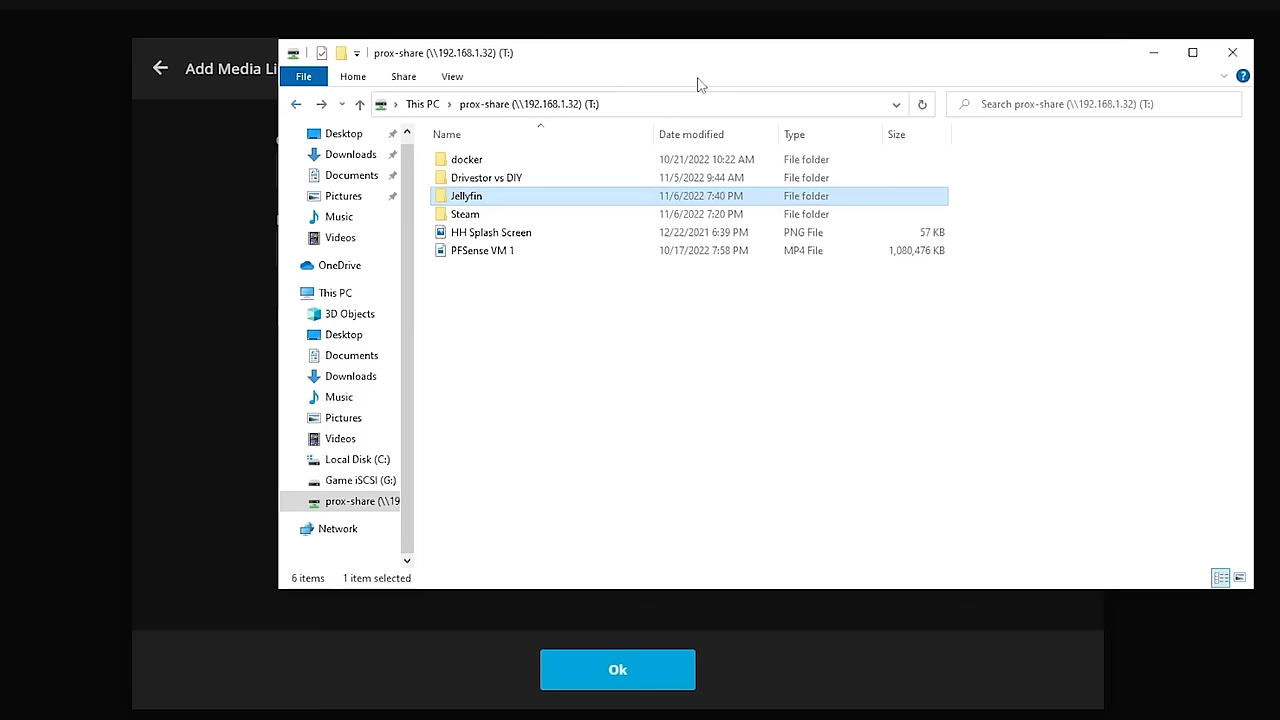 Add Media Li
prox-share (\\192.168.1.32) (T:)
File Home Share View
This PC › prox-share (\\192.168.1.32) (T:)
Search prox-share (\\192.168.1.32) (T:)
Desktop
Downloads
Documents
Pictures
Music
Videos
OneDrive
This PC
3D Objects
Desktop
Documents
Downloads
Music
Pictures
Videos
Local Disk (C:)
Game iSCSI (G:)
prox-share (\\19
Network
Name Date modified Type Size
docker 10/21/2022 10:22 AM File folder
Drivestor vs DIY 11/5/2022 9:44 AM File folder
Jellyfin 11/6/2022 7:40 PM File folder
Steam 11/6/2022 7:20 PM File folder
HH Splash Screen 12/22/2021 6:39 PM PNG File 57 KB
PFSense VM 1 10/17/2022 7:58 PM MP4 File 1,080,476 KB
6 items 1 item selected
Ok